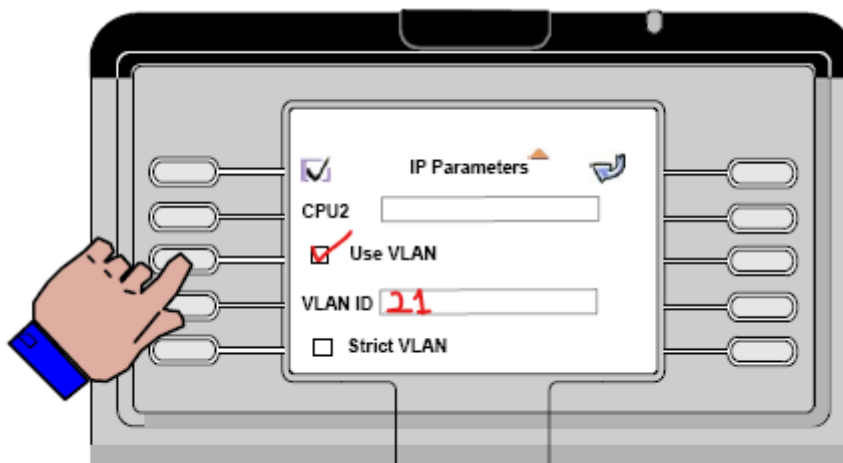 IP Parameters
CPU2
Use VLAN
VLAN ID 21
Strict VLAN